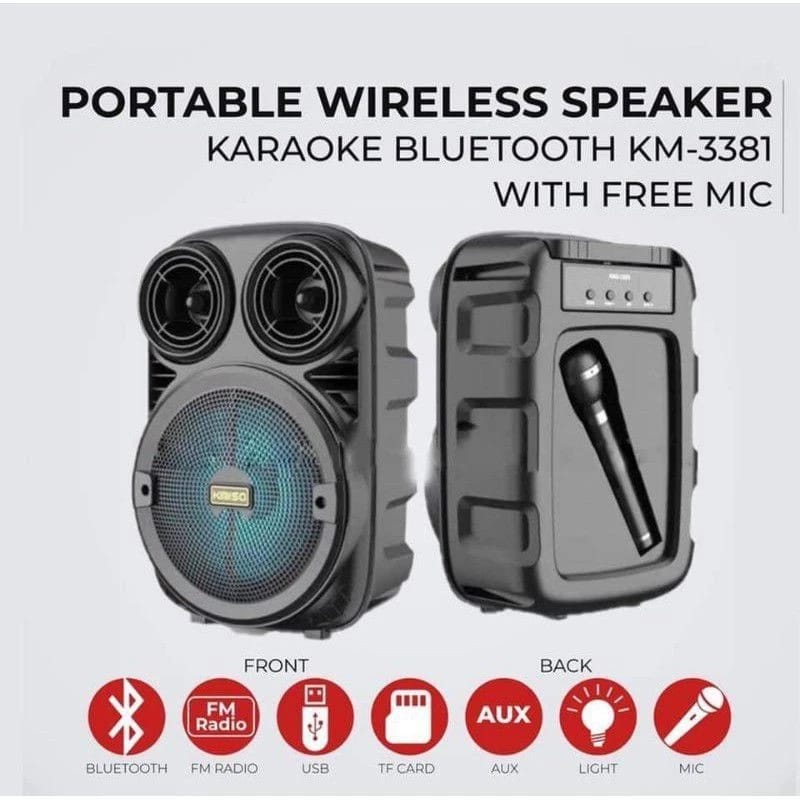 PORTABLE WIRELESS SPEAKER
KARAOKE BLUETOOTH KM-3381
WITH FREE MIC
KIMISO
FRONT
BACK
FM
Radio
AUX
BLUETOOTH
FM RADIO
USB
TF CARD
AUX
LIGHT
MIC